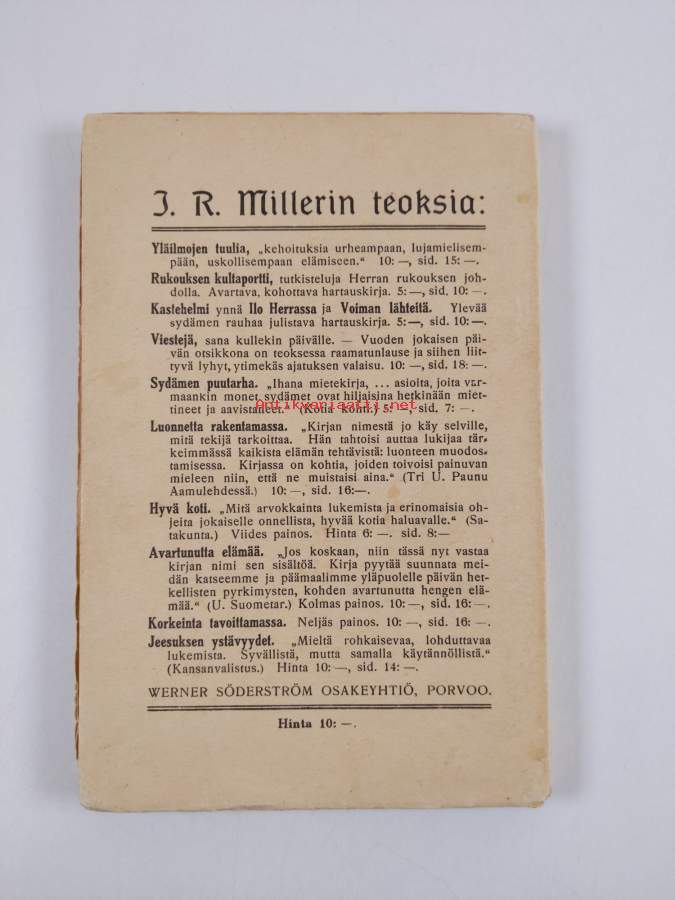 J. R. Millerin teoksia:
Yläilmojen tuulia, „kehoituksia urheampaan, lujamielisem-
pään, uskollisempaan elämiseen.“ 10: —, sid. 15: —.
Rukouksen kultaportti, tutkisteluja Herran rukouksen joh-
dolla. Avartava, kohottava hartauskirja. 5: —, sid. 10: —.
Kastehelmi ynnä Ilo Herrassa ja Voiman lähteitä. Ylevää
sydämen rauhaa julistava hartauskirja. 5: —, sid. 10: —.
Viestejä, sana kullekin päivälle. — Vuoden jokaisen päi-
vän otsikkona on teoksessa raamatunlause ja siihen liit-
tyvä lyhyt, ytimekäs ajatuksen valaisu. 10: —, sid. 18: —.
Sydämen puutarha. „Ihana mietekirja, ... asioita, joita var-
maankin monet sydämet ovat hiljaisina hetkinään miet-
tineet ja aavistaneet.“ (Kotia kohti.) 5: —, sid. 7: —.
Antikvariaatti.net
Luonnetta rakentamassa. „Kirjan nimestä jo käy selville,
mitä tekijä tarkoittaa. Hän tahtoisi auttaa lukijaa tär-
keimmässä kaikista elämän tehtävistä: luonteen muodos-
tamisessa. Kirjassa on kohtia, joiden toivoisi painuvan
mieleen niin, että ne muistaisi aina.“ (Tri U. Paunu
Aamulehdessä.) 10: —, sid. 16: —.
Hyvä koti. „Mitä arvokkainta lukemista ja erinomaisia oh-
jeita jokaiselle onnellista, hyvää kotia haluavalle.“ (Sa-
takunta.) Viides painos. Hinta 6: —. sid. 8: —
Avartunutta elämää. „Jos koskaan, niin tässä nyt vastaa
kirjan nimi sen sisältöä. Kirja pyytää suunnata mei-
dän katseemme ja päämaalimme yläpuolelle päivän het-
kellisten pyrkimysten, kohden avartunutta hengen elä-
mää.“ (U. Suometar.) Kolmas painos. 10: —, sid. 16: —.
Korkeinta tavoittamassa. Neljäs painos. 10: —, sid. 16: —.
Jeesuksen ystävyydet. „Mieltä rohkaisevaa, lohduttavaa
lukemista. Syvällistä, mutta samalla käytännöllistä.“
(Kansanvalistus.) Hinta 10: —, sid. 14: —.
WERNER SÖDERSTRÖM OSAKEYHTIÖ, PORVOO.
Hinta 10: —.